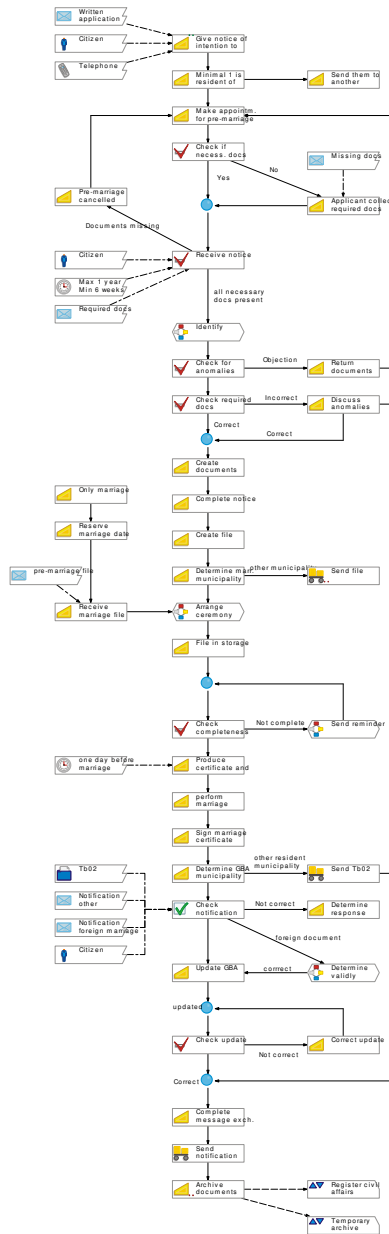 Written
application
Citizen
Telephone
Give notice of
intention to
Minimal 1 is
resident of
Send them to
another
Make appointm.
for pre-marriage
Check if
necess. docs
Missing docs
No
Yes
Pre-marriage
cancelled
Applicant collect
required docs
Documents missing
Citizen
Receive notice
Max 1 year
Min 6 weeks
Required docs
all necessary
docs present
Identify
Check for
anomalies
Objection
Return
documents
Check required
docs
Incorrect
Discuss
anomalies
Correct
Correct
Create
documents
Only marriage
Complete notice
Reserve
marriage date
Create file
pre-marriage file
Determine marr.
municipality
other municipality
Send file
Receive
marriage file
Arrange
ceremony
File in storage
Check
completeness
Not complete
Send reminder
one day before
marriage
Produce
certificate and
perform
marriage
Sign marriage
certificate
other resident
municipality
Tb02
Determine GBA
municipality
Send Tb02
Notification
other
Check
notification
Not correct
Determine
response
Notification
foreign marriage
foreign document
Citizen
Update GBA
correct
Determine
validly
updated
Check update
Not correct
Correct update
Correct
Complete
message exch.
Send
notification
Archive
documents
Register civil
affairs
Temporary
archive